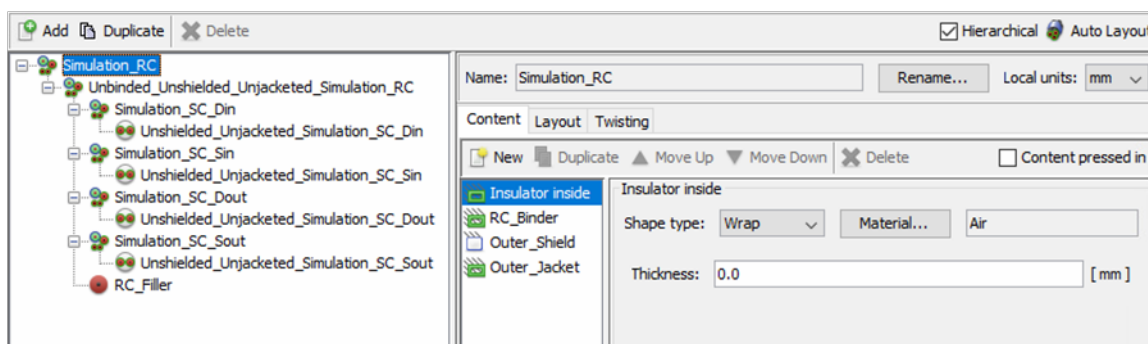 Add Duplicate Delete Hierarchical Auto Layout
Simulation_RC
Unbinded_Unshielded_Unjacketed_Simulation_RC
Simulation_SC_Din
Unshielded_Unjacketed_Simulation_SC_Din
Simulation_SC_Sin
Unshielded_Unjacketed_Simulation_SC_Sin
Simulation_SC_Dout
Unshielded_Unjacketed_Simulation_SC_Dout
Simulation_SC_Sout
Unshielded_Unjacketed_Simulation_SC_Sout
RC_Filler
Name: Simulation_RC Rename... Local units: mm
Content Layout Twisting
New Duplicate Move Up Move Down Delete Content pressed in
Insulator inside
RC_Binder
Outer_Shield
Outer_Jacket
Insulator inside
Shape type: Wrap Material... Air
Thickness: 0.0 [ mm ]